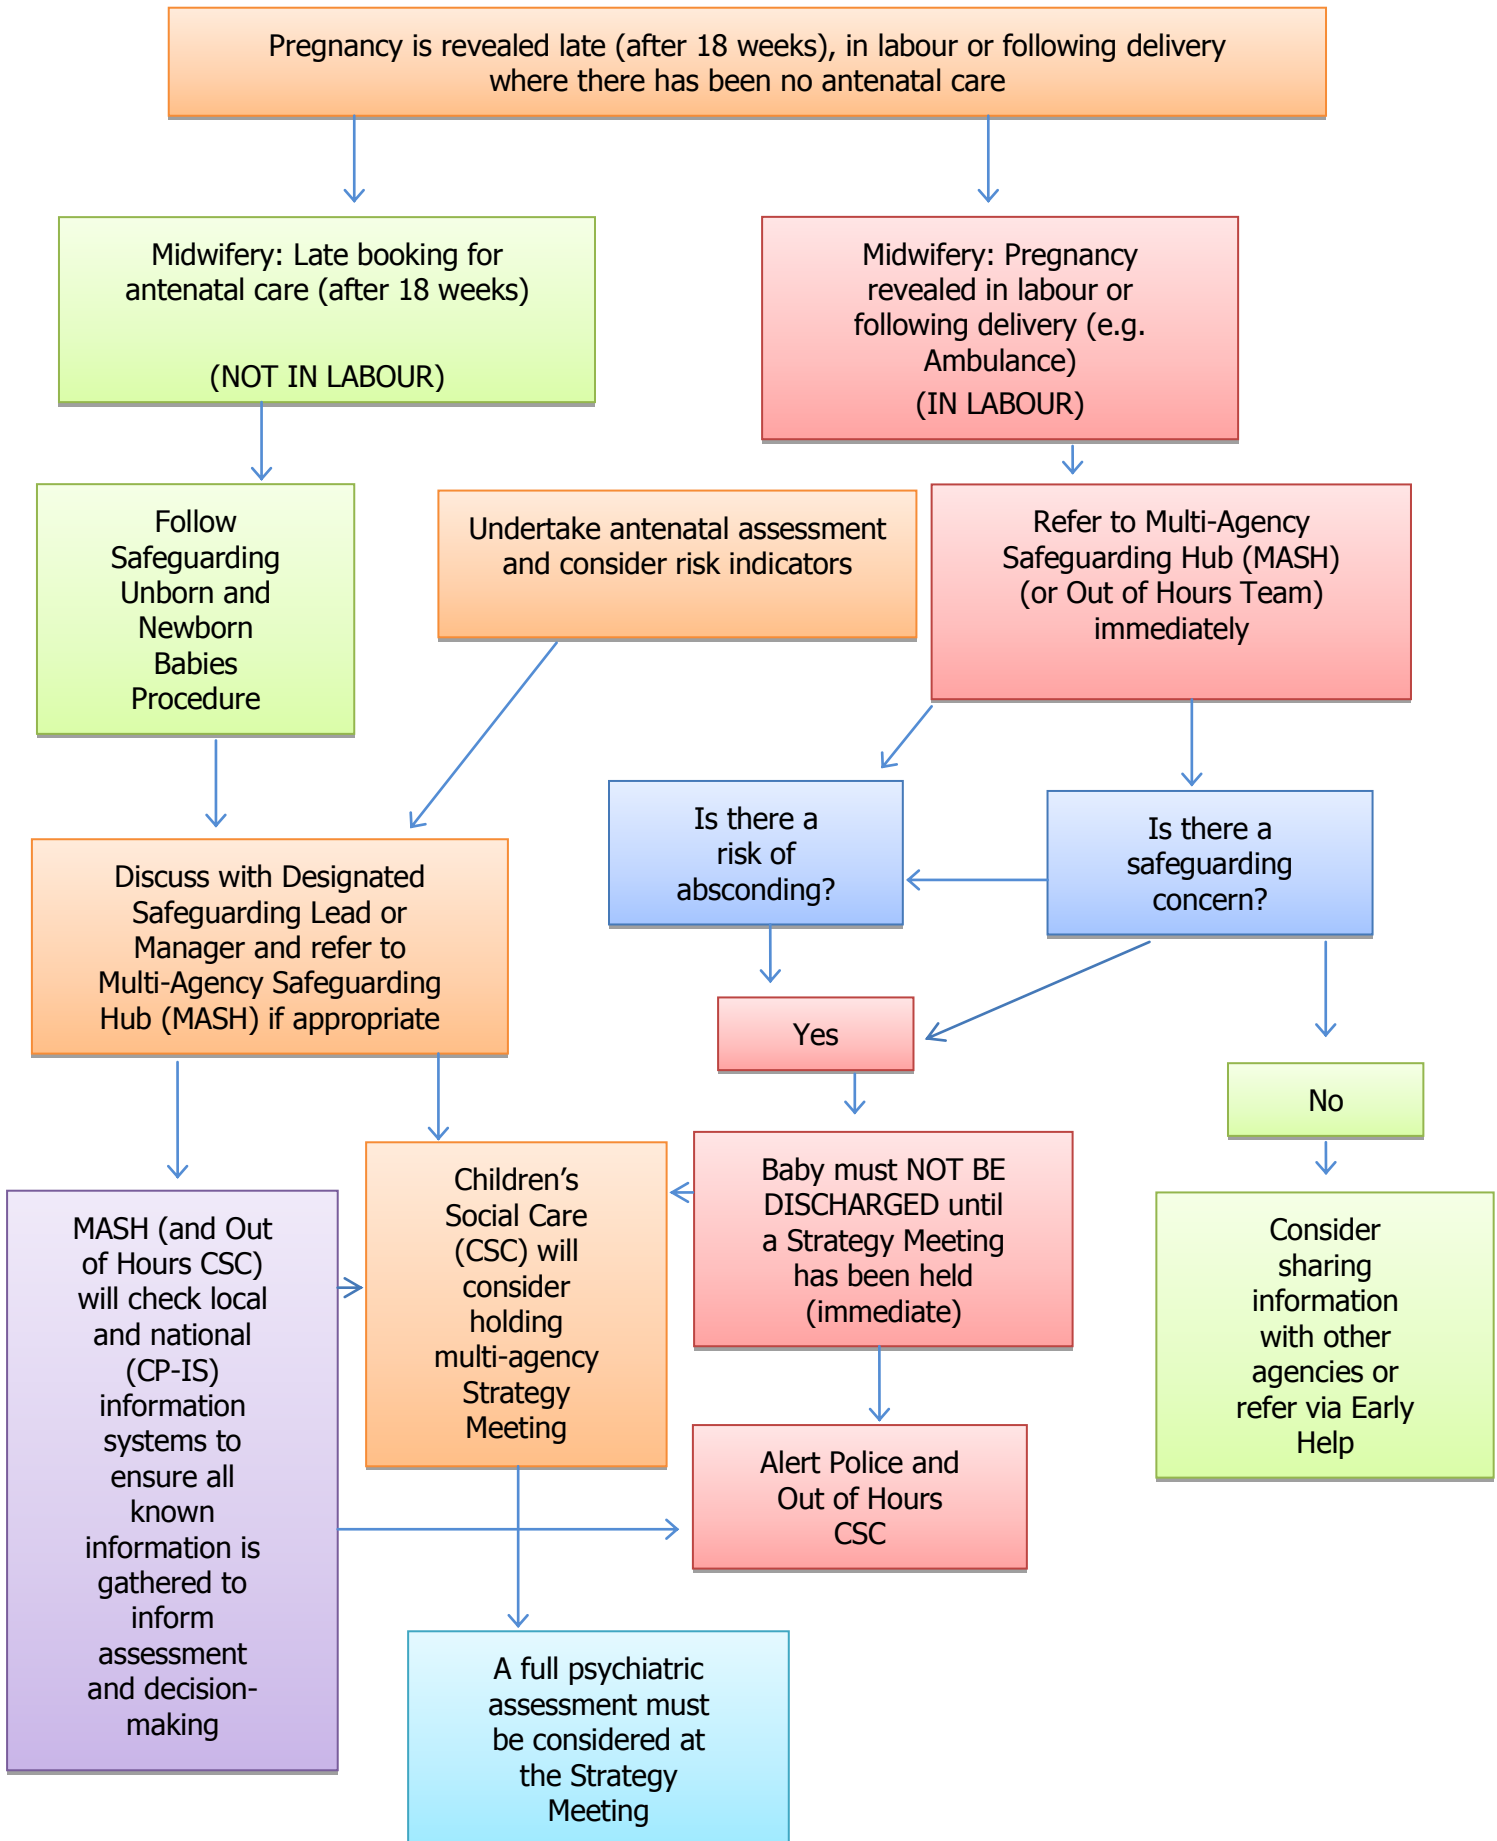 Pregnancy is revealed late (after 18 weeks), in labour or following delivery
where there has been no antenatal care
Midwifery: Late booking for
antenatal care (after 18 weeks)
(NOT IN LABOUR)
Midwifery: Pregnancy
revealed in labour or
following delivery (e.g.
Ambulance)
(IN LABOUR)
Follow
Safeguarding
Unborn and
Newborn
Babies
Procedure
Undertake antenatal assessment
and consider risk indicators
Refer to Multi-Agency
Safeguarding Hub (MASH)
(or Out of Hours Team)
immediately
Is there a
risk of
absconding?
Is there a
safeguarding
concern?
Discuss with Designated
Safeguarding Lead or
Manager and refer to
Multi-Agency Safeguarding
Hub (MASH) if appropriate
Yes
No
MASH (and Out
of Hours CSC)
will check local
and national
(CP-IS)
information
systems to
ensure all
known
information is
gathered to
inform
assessment
and decision-
making
Children’s
Social Care
(CSC) will
consider
holding
multi-agency
Strategy
Meeting
Baby must NOT BE
DISCHARGED until
a Strategy Meeting
has been held
(immediate)
Consider
sharing
information
with other
agencies or
refer via Early
Help
Alert Police and
Out of Hours
CSC
A full psychiatric
assessment must
be considered at
the Strategy
Meeting